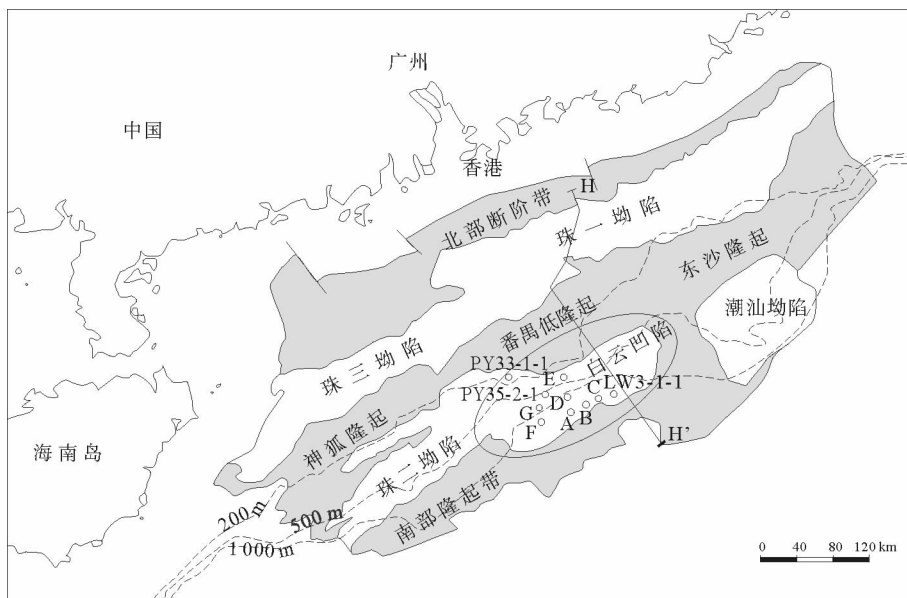 广州
中国
香港
H
北部断阶带
珠一坳陷
东沙隆起
潮汕坳陷
番禺低隆起
白云凹陷
珠三坳陷
PY33-1-1
E
LW3-1-1
PY35-2-1
D
C
B
G
A
F
H'
神狐隆起
海南岛
珠二坳陷
南部隆起带
200 m
500 m
1 000 m
0 40 80 120 km